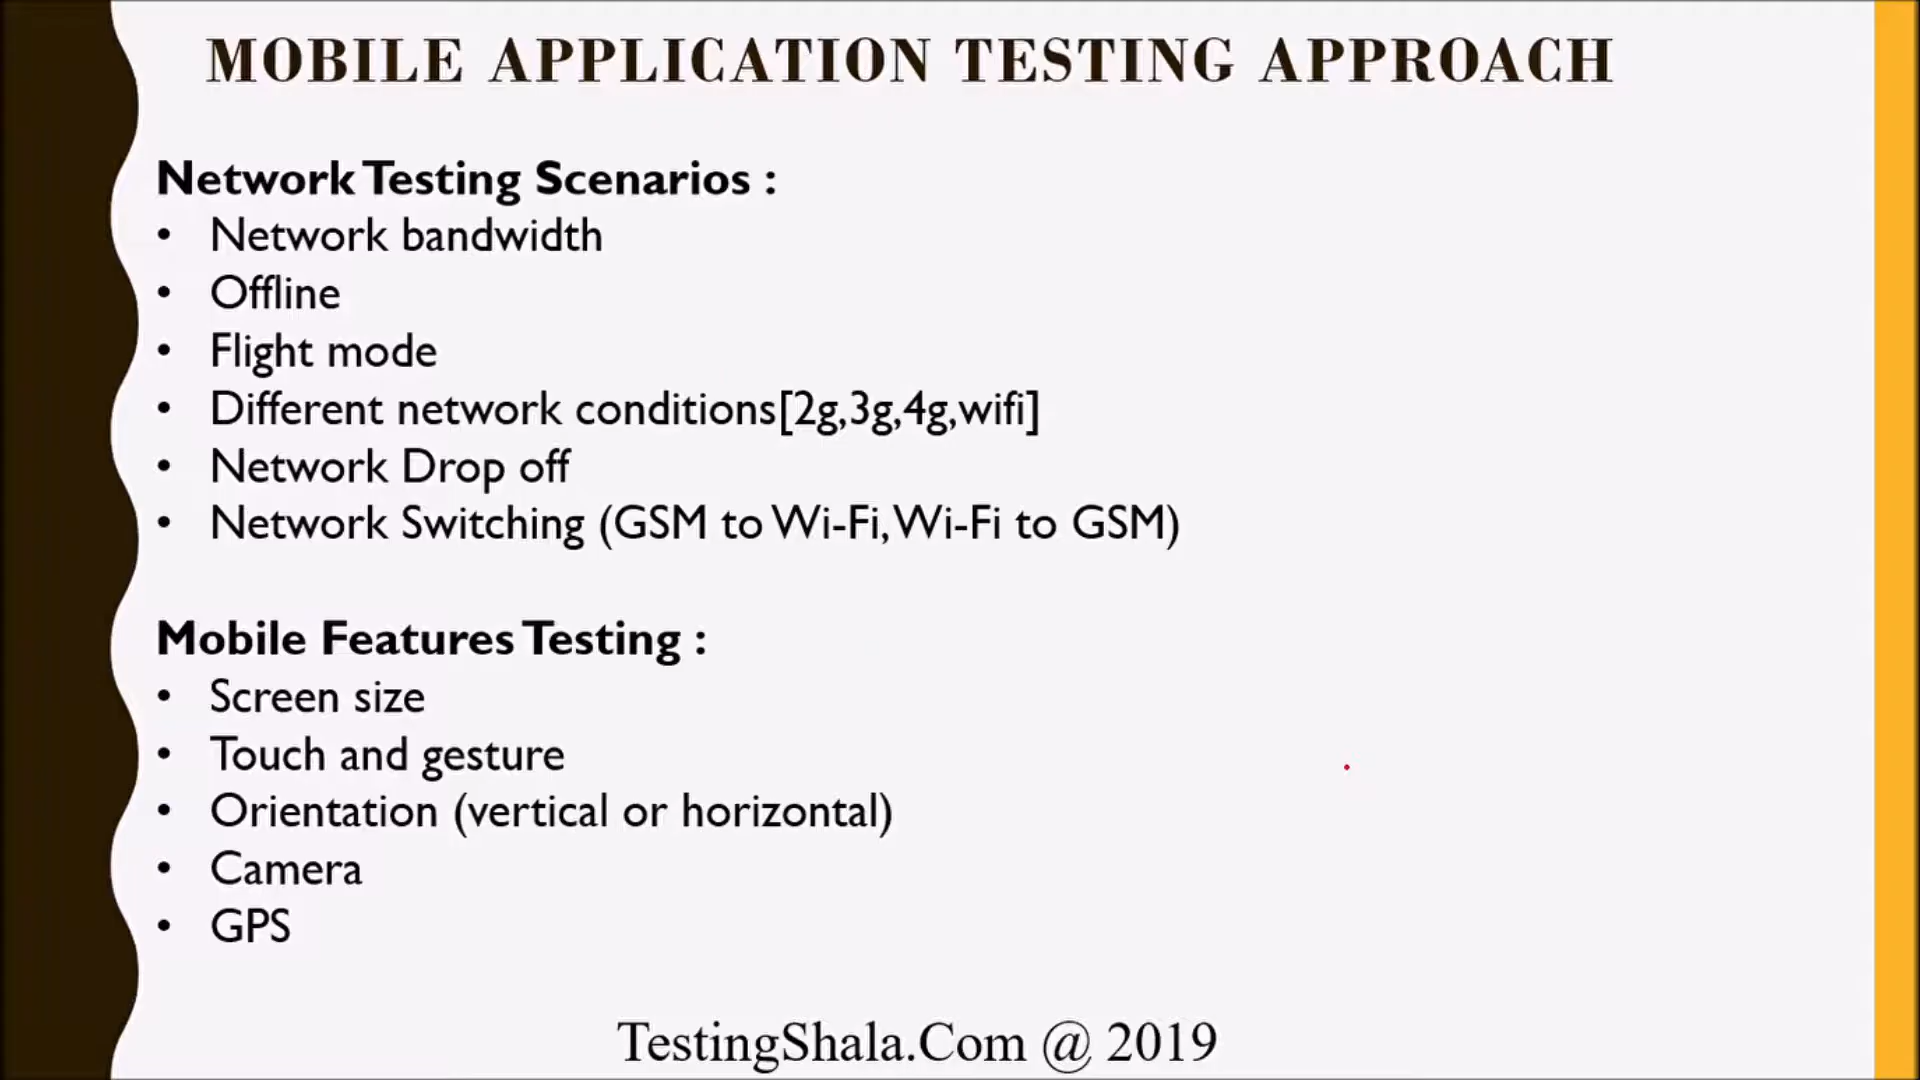 MOBILE APPLICATION TESTING APPROACH
Network Testing Scenarios :
• Network bandwidth
• Offline
• Flight mode
• Different network conditions[2g,3g,4g,wifi]
• Network Drop off
• Network Switching (GSM to Wi-Fi, Wi-Fi to GSM)
Mobile Features Testing :
• Screen size
• Touch and gesture
• Orientation (vertical or horizontal)
• Camera
• GPS
TestingShala.Com @ 2019